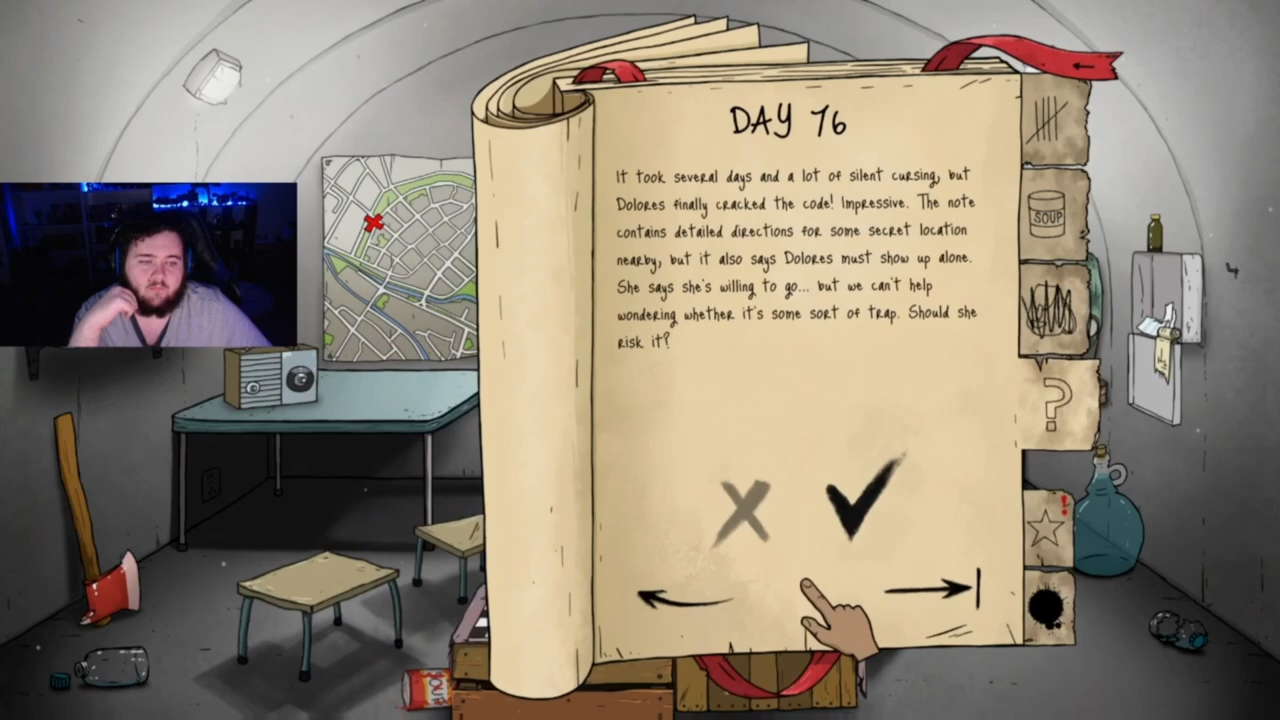 DAY 76
It took several days and a lot of silent cursing, but
Dolores finally cracked the code! Impressive. The note
contains detailed directions for some secret location
nearby, but it also says Dolores must show up alone.
She says she's willing to go... but we can't help
wondering whether it's some sort of trap. Should she
risk it?
SOUP
?
!
SOUP